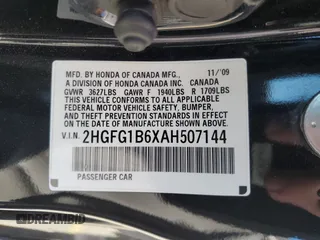 MFD. BY HONDA OF CANADA MFG., 11/'09
A DIVISION OF HONDA CANADA INC. CANADA
GVWR 3627LBS GAWR F 1940LBS R 1709LBS
THIS VEHICLE CONFORMS TO ALL APPLICABLE
FEDERAL MOTOR VEHICLE SAFETY, BUMPER,
AND THEFT PREVENTION STANDARDS IN EFFECT
ON THE DATE OF MANUFACTURE SHOWN ABOVE.
V.I.N. 2HGFG1B6XAH507144
PASSENGER CAR
DREAMBID